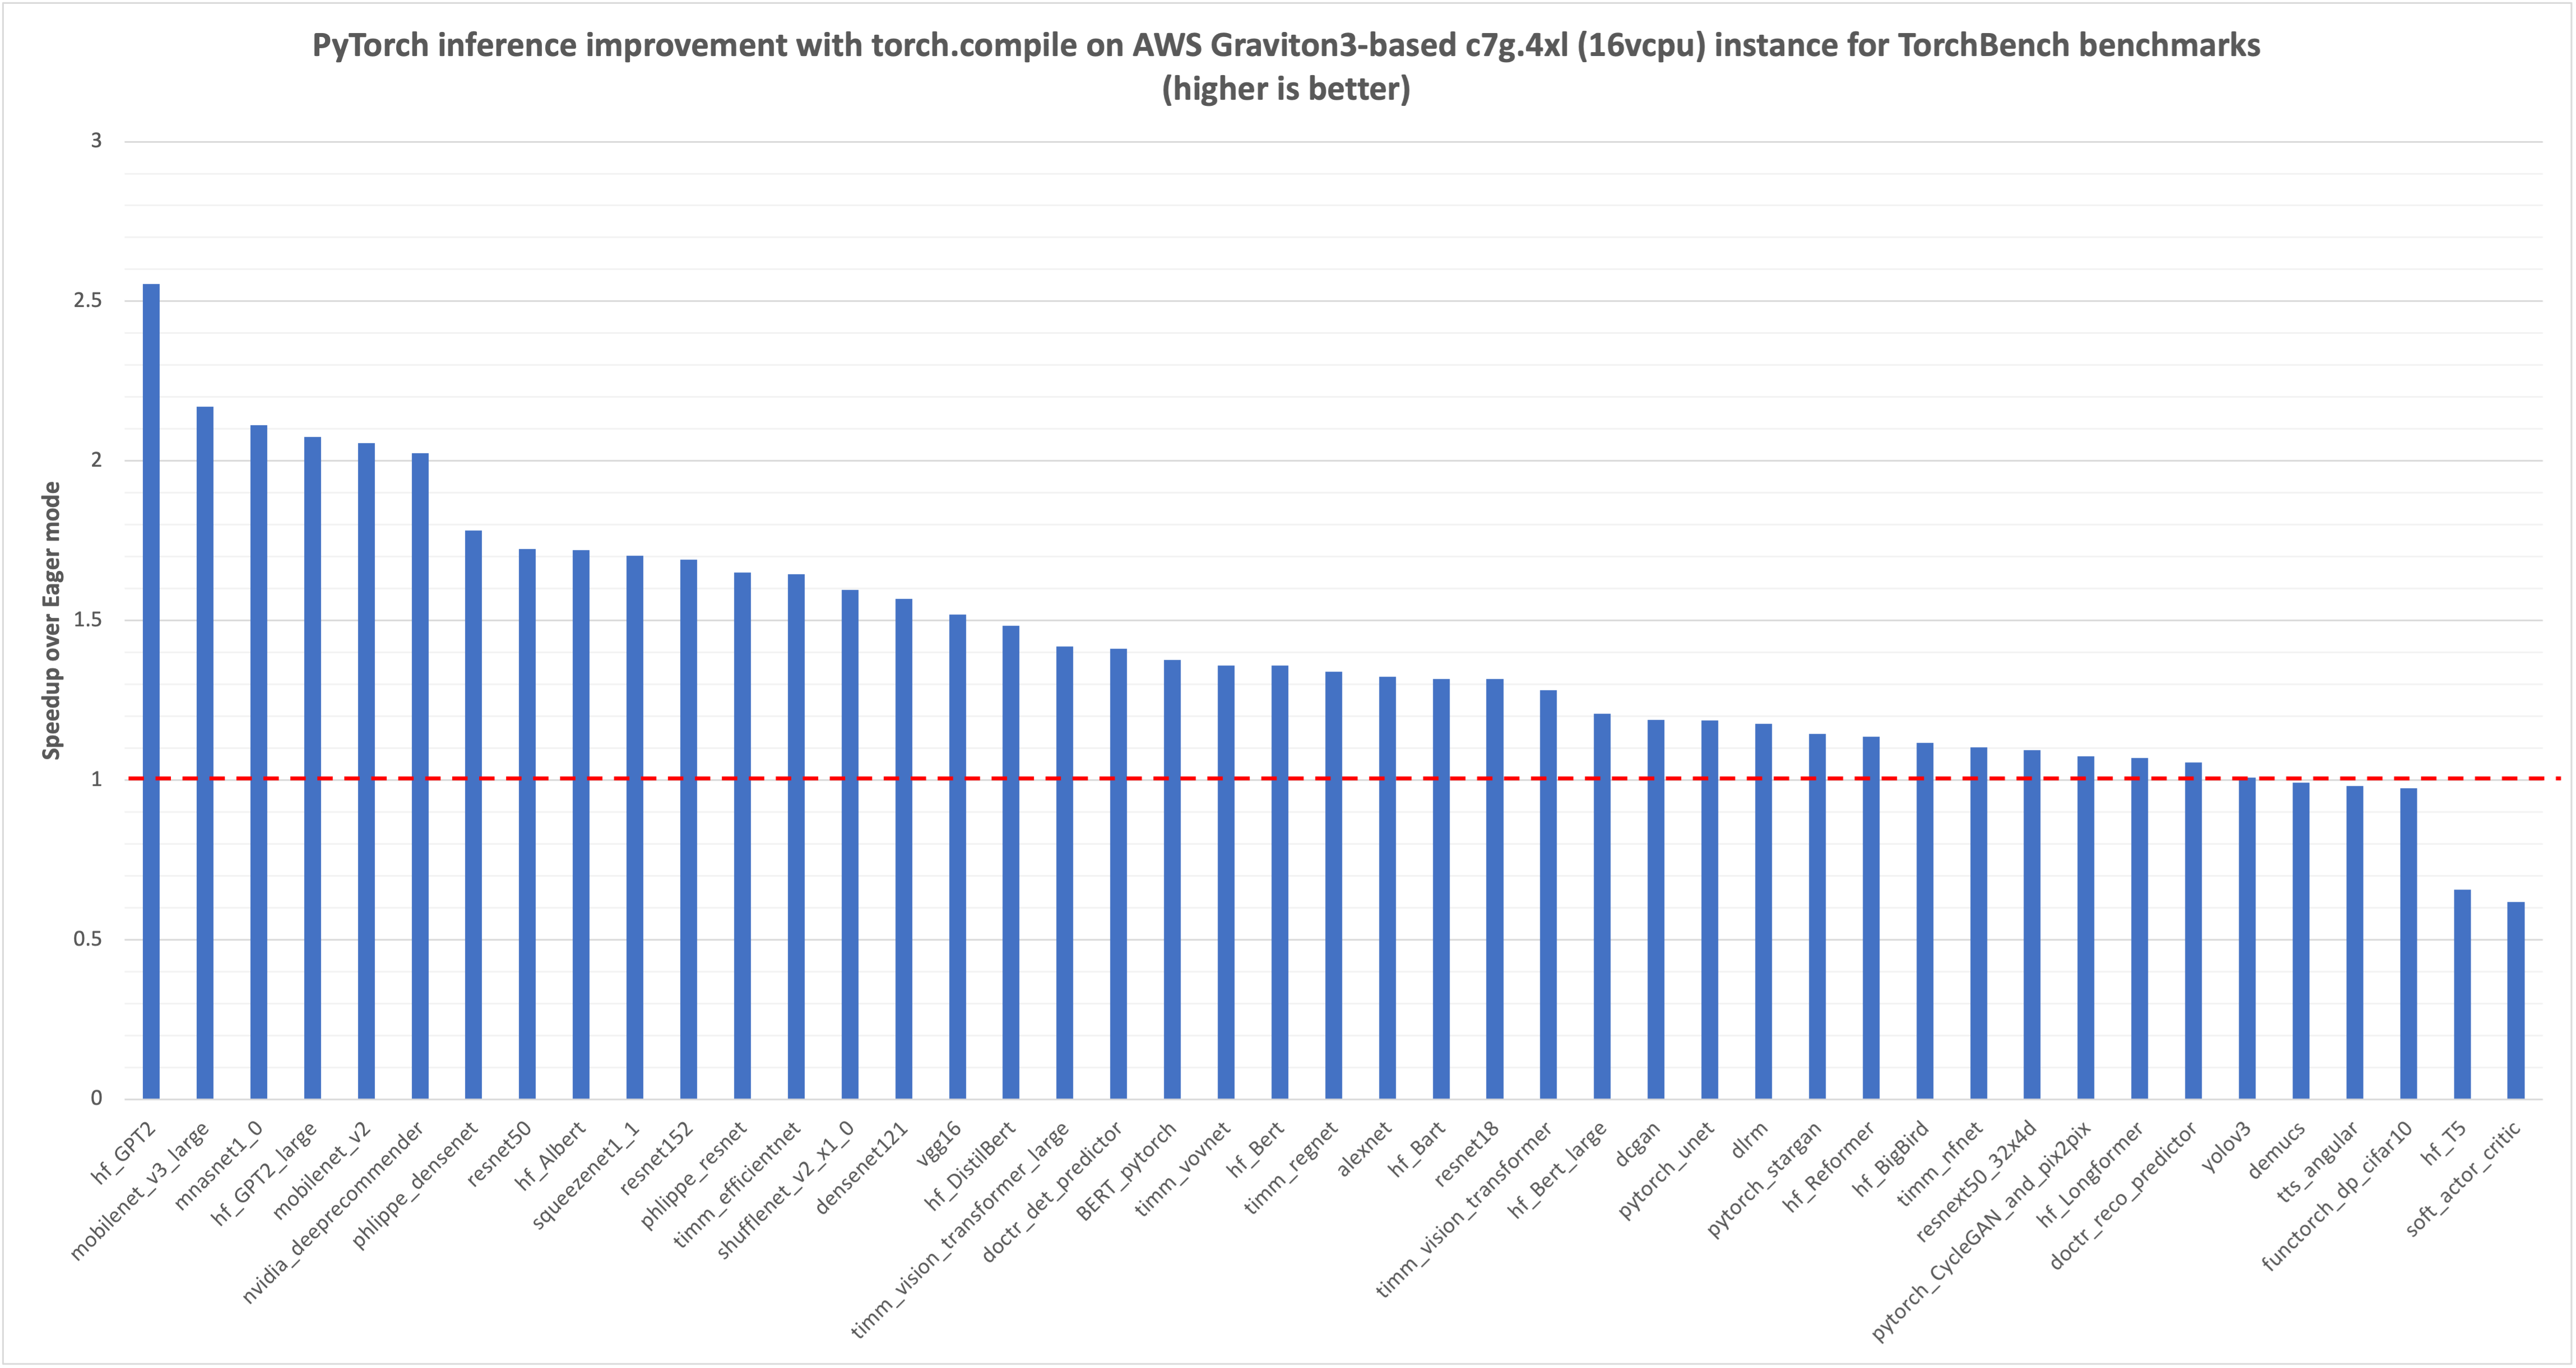 PyTorch inference improvement with torch.compile on AWS Graviton3-based c7g.4xl (16vcpu) instance for TorchBench benchmarks
(higher is better)
Speedup over Eager mode
3
2.5
2
1.5
1
0.5
0
hf_GPT2
mobilenet_v3_large
mnasnet1_0
hf_GPT2_large
mobilenet_v2
nvidia_deeprecommender
phlippe_densenet
resnet50
hf_Albert
squeezenet1_1
resnet152
phlippe_resnet
timm_efficientnet
shufflenet_v2_x1_0
densenet121
vgg16
hf_DistilBert
timm_vision_transformer_large
doctr_det_predictor
BERT_pytorch
timm_vovnet
hf_Bert
timm_regnet
alexnet
hf_Bart
resnet18
timm_vision_transformer
hf_Bert_large
dcgan
pytorch_unet
dlrm
pytorch_stargan
hf_Reformer
hf_BigBird
timm_nfnet
resnext50_32x4d
pytorch_CycleGAN_and_pix2pix
hf_Longformer
doctr_reco_predictor
yolov3
demucs
tts_angular
functorch_dp_cifar10
hf_T5
soft_actor_critic